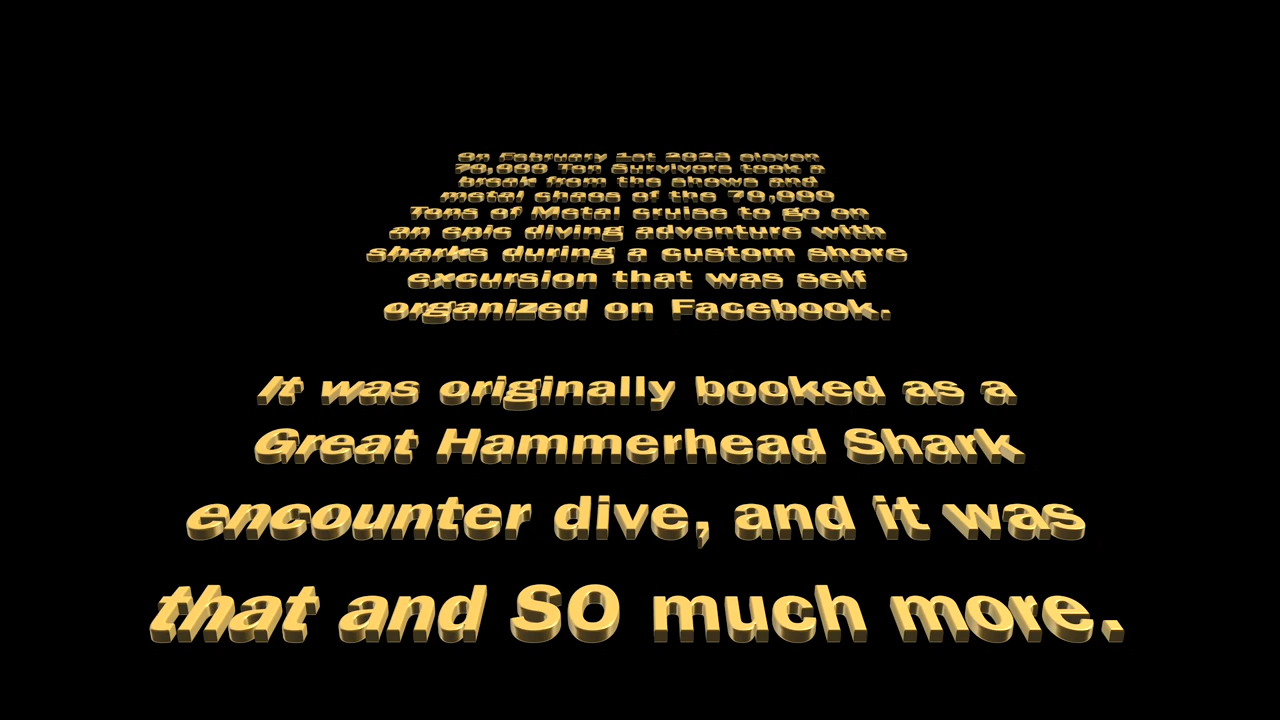 On February 1st 2023 eleven
70,000 Ton Survivors took a
break from the shows and
metal chaos of the 70,000
Tons of Metal cruise to go on
an epic diving adventure with
sharks during a custom shore
excursion that was self
organized on Facebook.
It was originally booked as a
Great Hammerhead Shark
encounter dive, and it was
that and SO much more.